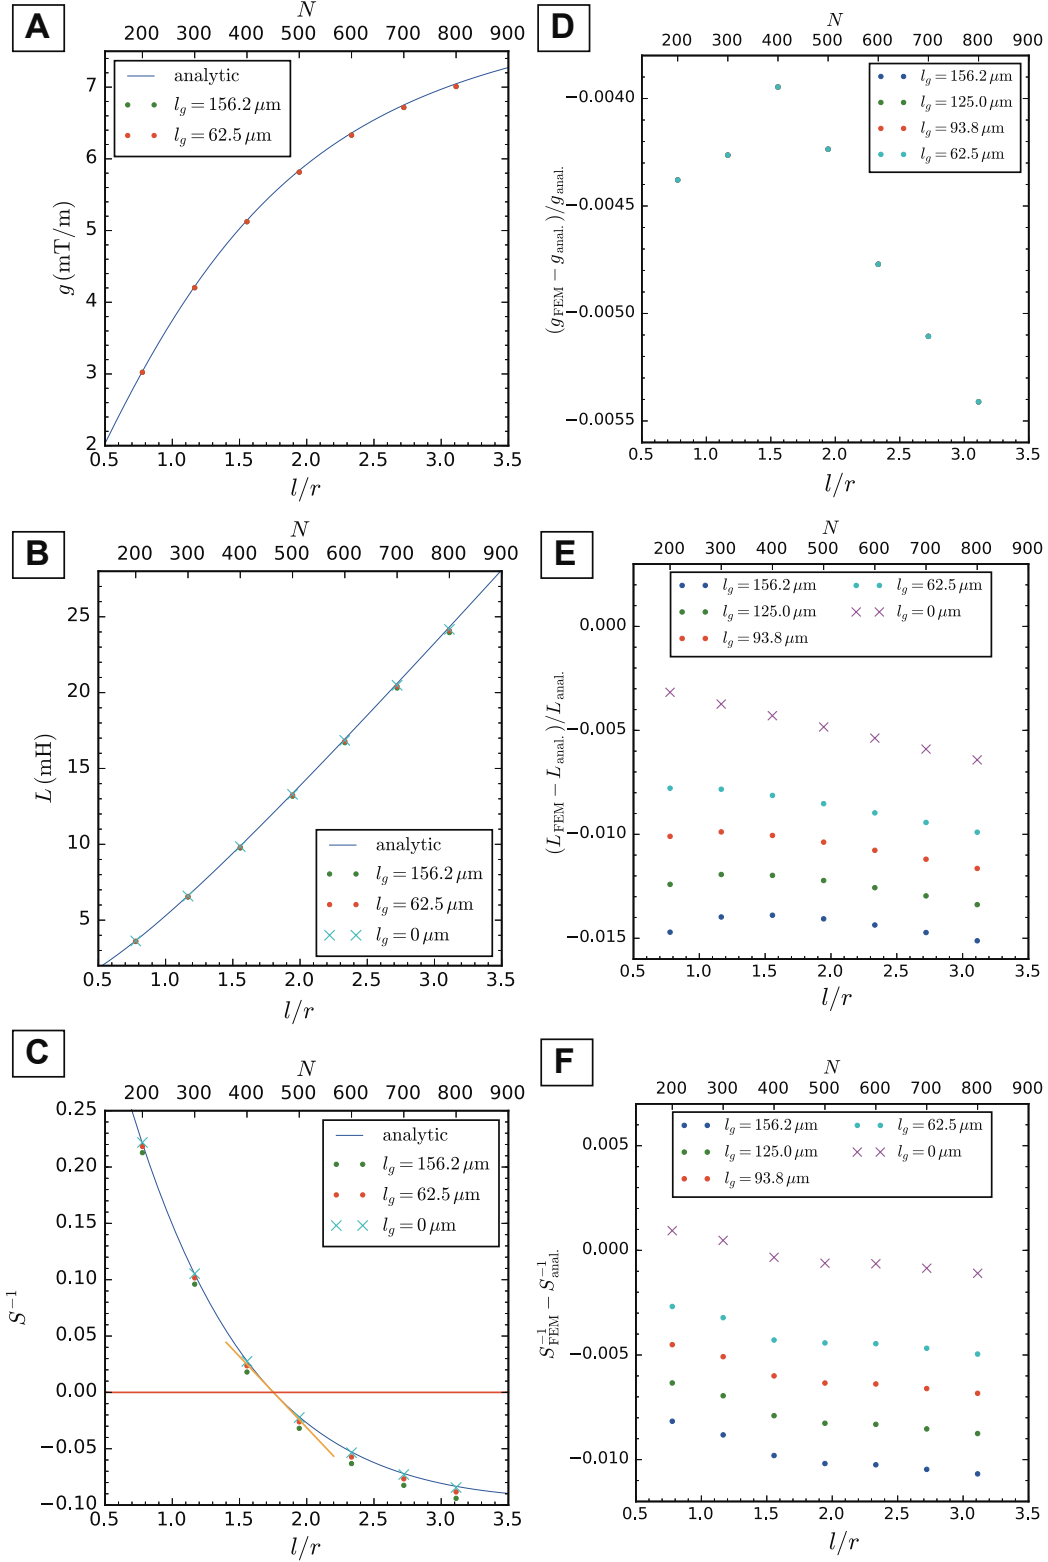 A
N
200 300 400 500 600 700 800 900
analytic
l_g = 156.2 μm
l_g = 62.5 μm
7
6
5
4
3
2
g (mT/m)
0.5 1.0 1.5 2.0 2.5 3.0 3.5
l/r
D
N
200 300 400 500 600 700 800 900
l_g = 156.2 μm
l_g = 125.0 μm
l_g = 93.8 μm
l_g = 62.5 μm
−0.0040
−0.0045
−0.0050
−0.0055
(g_FEM − g_anal.)/g_anal.
0.5 1.0 1.5 2.0 2.5 3.0 3.5
l/r
B
N
200 300 400 500 600 700 800 900
25
20
15
10
5
L (mH)
analytic
l_g = 156.2 μm
l_g = 62.5 μm
l_g = 0 μm
0.5 1.0 1.5 2.0 2.5 3.0 3.5
l/r
E
N
200 300 400 500 600 700 800 900
l_g = 156.2 μm l_g = 62.5 μm
l_g = 125.0 μm l_g = 0 μm
l_g = 93.8 μm
0.000
−0.005
−0.010
−0.015
(L_FEM − L_anal.)/L_anal.
0.5 1.0 1.5 2.0 2.5 3.0 3.5
l/r
C
N
200 300 400 500 600 700 800 900
analytic
l_g = 156.2 μm
l_g = 62.5 μm
l_g = 0 μm
0.25
0.20
0.15
0.10
0.05
0.00
−0.05
−0.10
S⁻¹
0.5 1.0 1.5 2.0 2.5 3.0 3.5
l/r
F
N
200 300 400 500 600 700 800 900
l_g = 156.2 μm l_g = 62.5 μm
l_g = 125.0 μm l_g = 0 μm
l_g = 93.8 μm
0.005
0.000
−0.005
−0.010
S⁻¹_FEM − S⁻¹_anal.
0.5 1.0 1.5 2.0 2.5 3.0 3.5
l/r